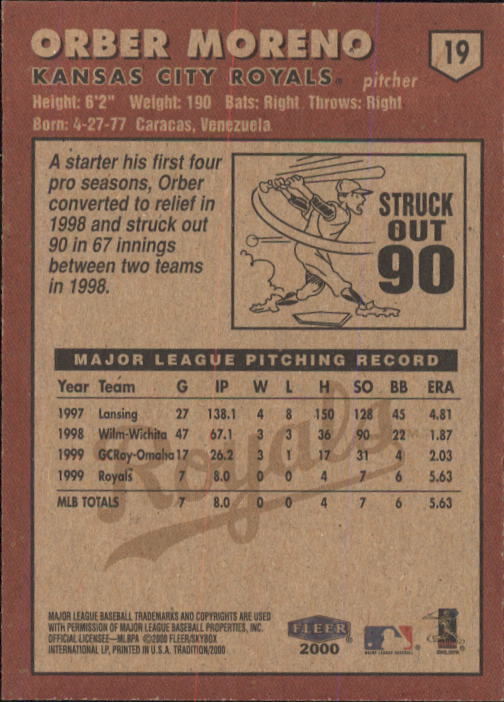 ORBER MORENO
19
KANSAS CITY ROYALS® pitcher
Height: 6'2" Weight: 190 Bats: Right Throws: Right
Born: 4-27-77 Caracas, Venezuela
A starter his first four
pro seasons, Orber
converted to relief in
1998 and struck out
90 in 67 innings
between two teams
in 1998.
STRUCK
OUT
90
MAJOR LEAGUE PITCHING RECORD
Year Team G IP W L H SO BB ERA
1997 Lansing 27 138.1 4 8 150 128 45 4.81
1998 Wilm-Wichita 47 67.1 3 3 36 90 22 1.87
1999 GCRoy-Omaha 17 26.2 3 1 17 31 4 2.03
1999 Royals 7 8.0 0 0 4 7 6 5.63
MLB TOTALS 7 8.0 0 0 4 7 6 5.63
Royals
MAJOR LEAGUE BASEBALL TRADEMARKS AND COPYRIGHTS ARE USED
WITH PERMISSION OF MAJOR LEAGUE BASEBALL PROPERTIES, INC.
OFFICIAL LICENSEE—MLBPA ©2000 FLEER/SKYBOX
INTERNATIONAL LP, PRINTED IN U.S.A. TRADITION/2000
FLEER
2000
MAJOR LEAGUE BASEBALL